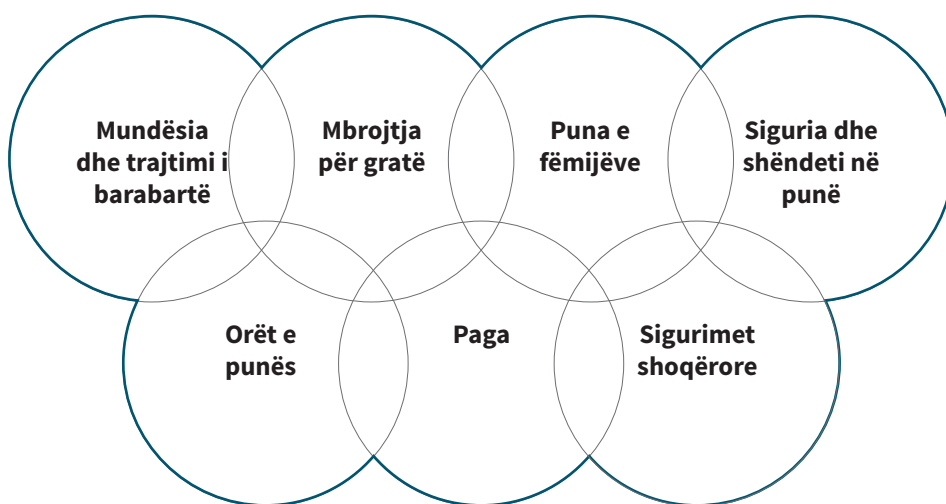 Mundësia
dhe trajtimi i
barabartë
Mbrojtja
për gratë
Puna e
fëmijëve
Siguria dhe
shëndeti në
punë
Orët e
punës
Paga
Sigurimet
shoqërore